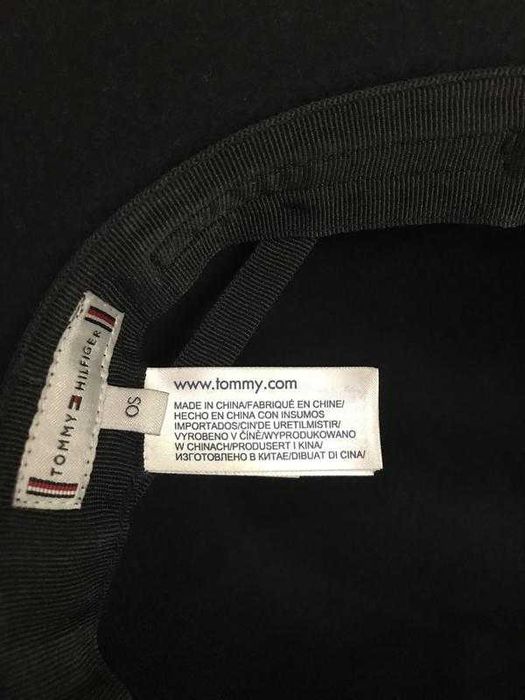 TOMMY HILFIGER
OS
www.tommy.com
MADE IN CHINA/FABRIQUÉ EN CHINE/
HECHO EN CHINA CON INSUMOS
IMPORTADOS/CIN'DE URETILMISTIR/
VYROBENO V ČÍNĚ/WYPRODUKOWANO
W CHINACH/PRODUSERT I KINA/
ИЗГОТОВЛЕНО В КИТАЕ/DIBUAT DI CINA/